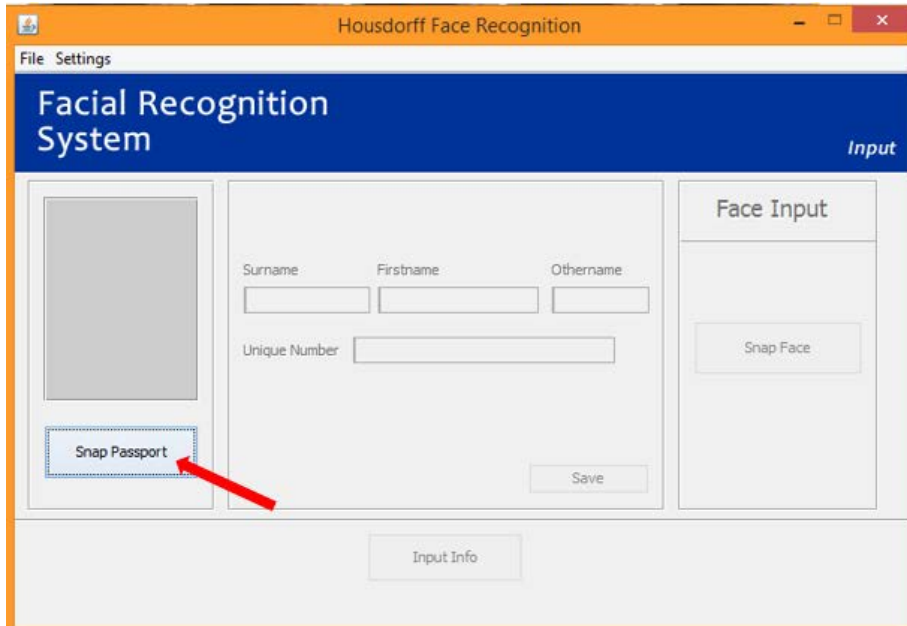 Housdorff Face Recognition
File Settings
Facial Recognition
System
Input
Face Input
Surname Firstname Othername
Unique Number
Snap Face
Snap Passport
Save
Input Info